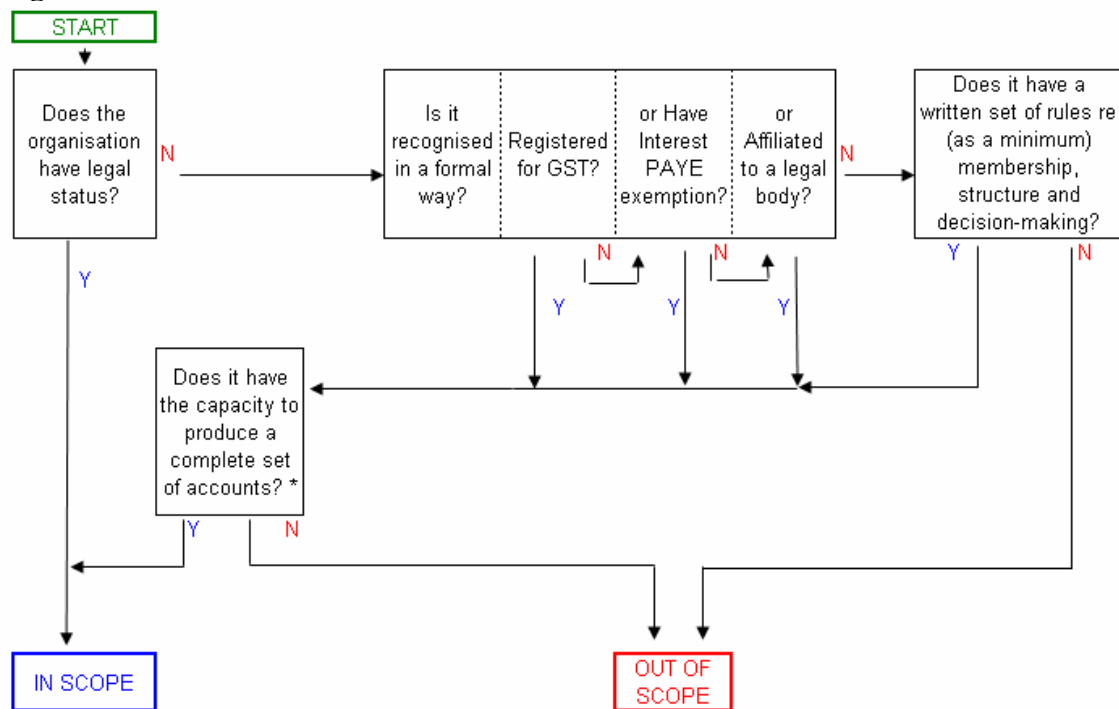 START
Does the
organisation
have legal
status?
N
Is it
recognised
in a formal
way?
Registered
for GST?
or Have
Interest
PAYE
exemption?
or
Affiliated
to a legal
body?
N
Does it have a
written set of rules re
(as a minimum)
membership,
structure and
decision-making?
Y
N
N
N
Y
Y
Y
Y
Does it have
the capacity to
produce a
complete set
of accounts? *
Y
N
IN SCOPE
OUT OF
SCOPE